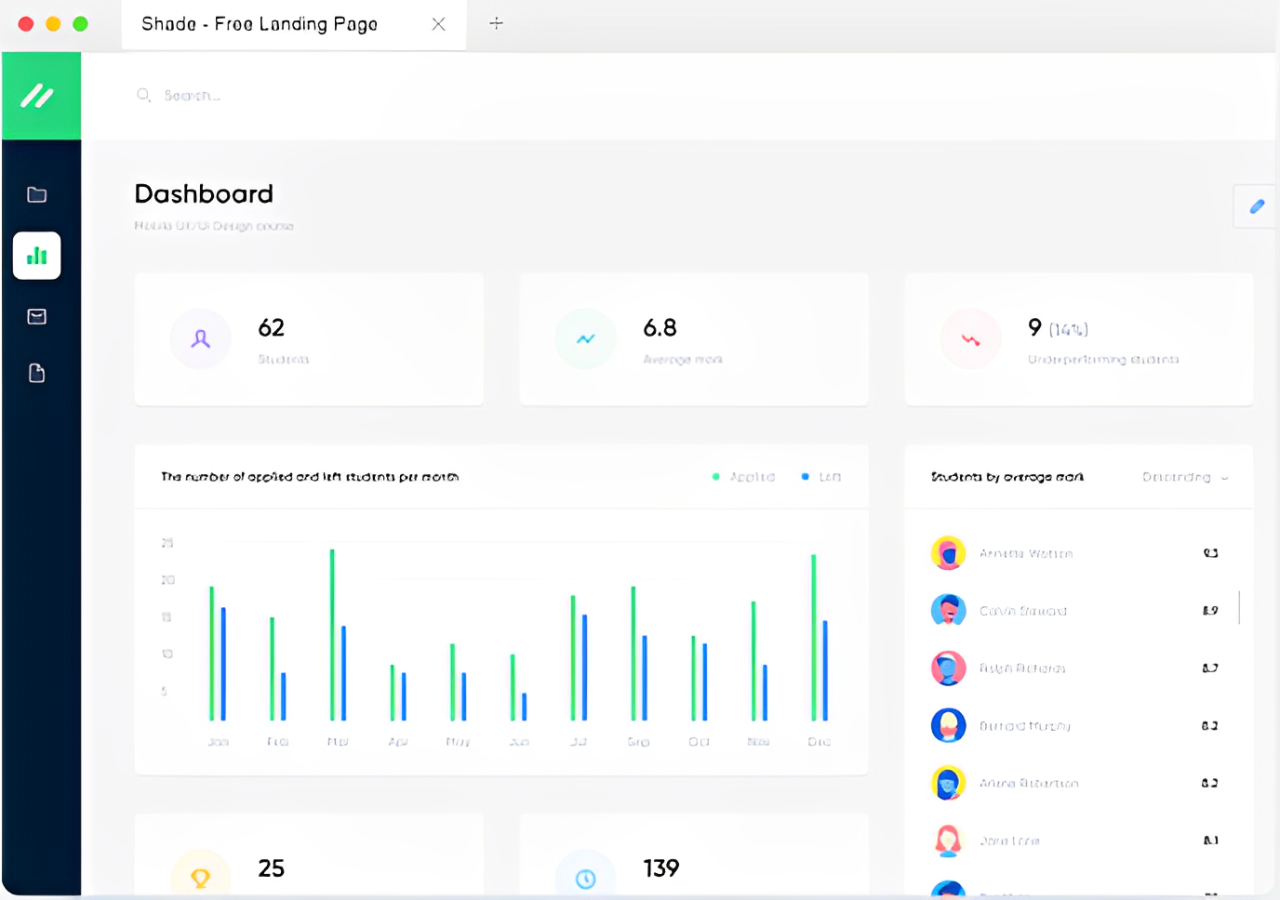 Shade - Free Landing Page
Search...
Dashboard
Mobile UX/UI Design course
62
Students
6.8
Average mark
9 (14%)
Underperforming students
The number of applied and left students per month
Applied
Left
25
20
15
10
5
Jan Feb Mar Apr May Jun Jul Sep Oct Nov Dec
Students by average mark
Descending
Watson 9.3
Calvin Steward 8.9
Ralph Richards 8.7
Bernard Murphy 8.2
Arlene Robertson 8.2
Jane Lane 8.1
25
139